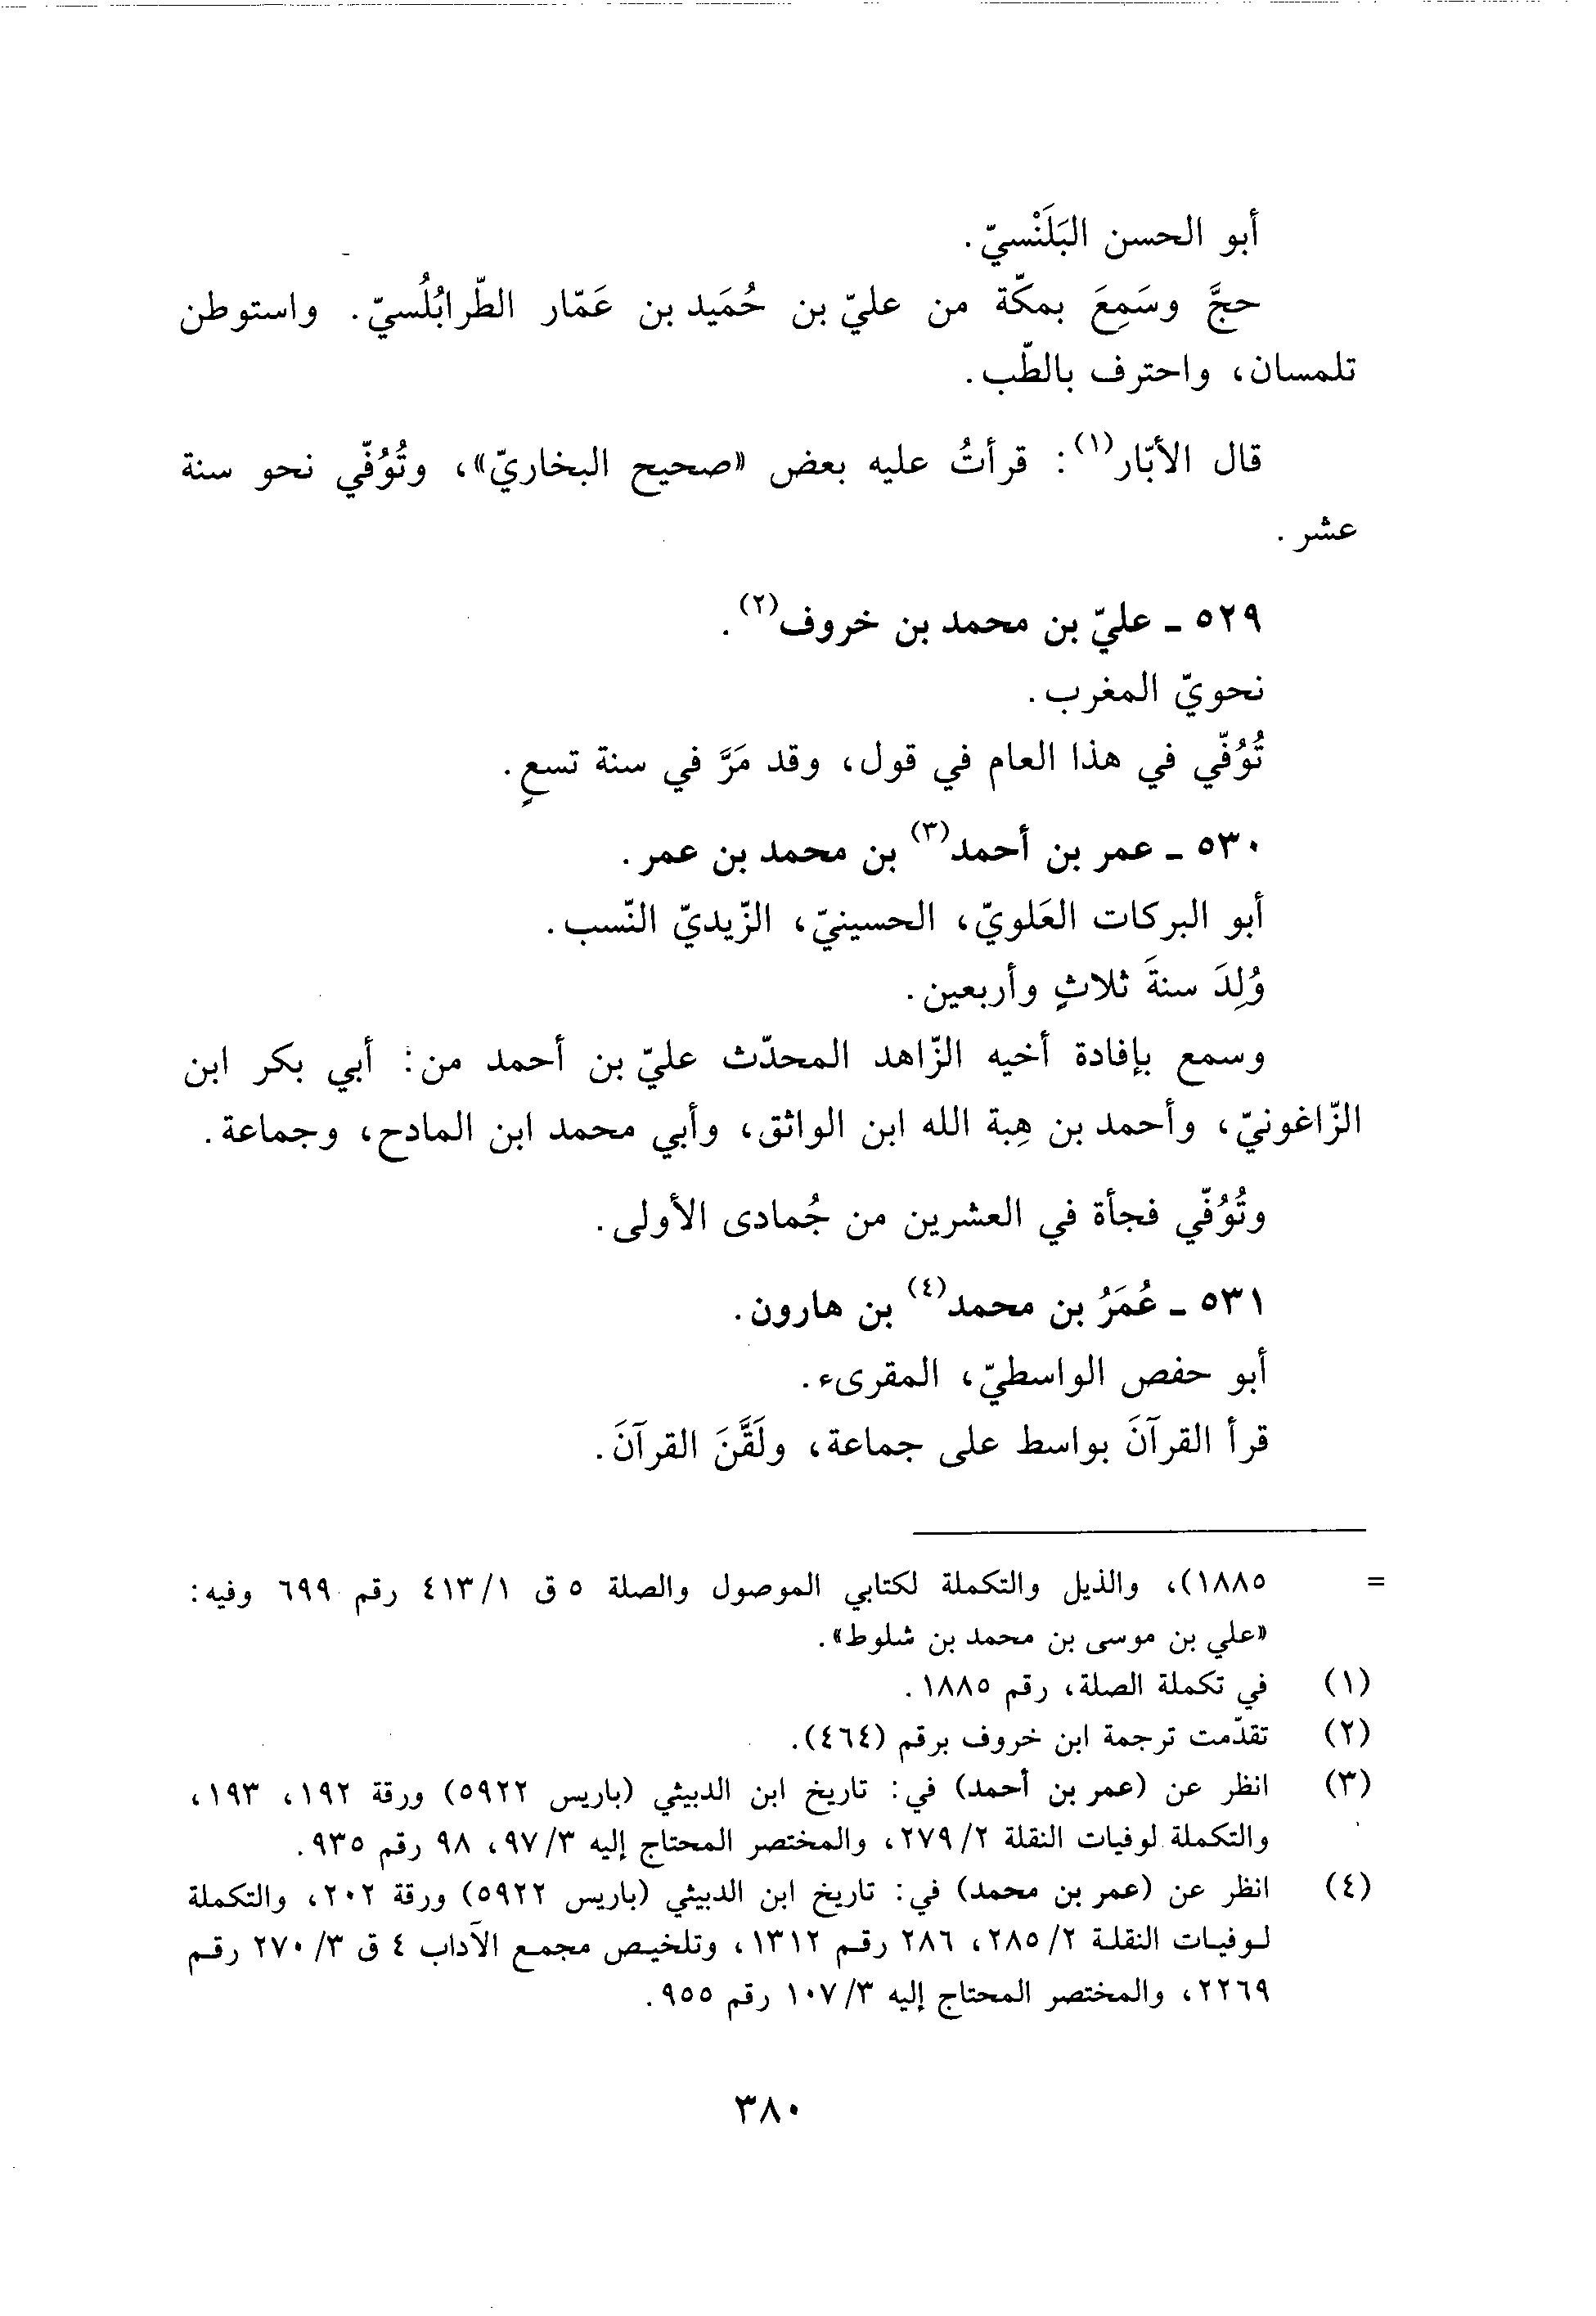 أبو الحسن البَلَنْسيّ.
حجَّ وسَمِعَ بمكّة من عليّ بن حُمَيد بن عَمّار الطّرابُلُسيّ. واستوطن
تلمسان، واحترف بالطّب.
قال الأبّار(١): قرأتُ عليه بعض «صحيح البخاريّ»، وتُوُفّي نحو سنة
عشر.
٥٢٩ ـ عليّ بن محمد بن خروف(٢).
نحويّ المغرب.
تُوُفّي في هذا العام في قول، وقد مَرَّ في سنة تسعٍ.
٥٣٠ ـ عمر بن أحمد(٣) بن محمد بن عمر.
أبو البركات العَلويّ، الحسينيّ، الزّيديّ النّسب.
وُلِدَ سنةَ ثلاثٍ وأربعين.
وسمع بإفادة أخيه الزّاهد المحدّث عليّ بن أحمد من: أبي بكر ابن
الزّاغونيّ، وأحمد بن هِبة الله ابن الواثق، وأبي محمد ابن المادح، وجماعة.
وتُوُفّي فجأة في العشرين من جُمادى الأولى.
٥٣١ ـ عُمَرُ بن محمد(٤) بن هارون.
أبو حفص الواسطيّ، المقرىء.
قرأ القرآنَ بواسط على جماعة، ولَقَّنَ القرآنَ.
= ١٨٨٥)، والذيل والتكملة لكتابي الموصول والصلة ٥ ق ٤١٣/١ رقم ٦٩٩ وفيه:
«علي بن موسى بن محمد بن شلوط».
(١) في تكملة الصلة، رقم ١٨٨٥.
(٢) تقدّمت ترجمة ابن خروف برقم (٤٦٤).
(٣) انظر عن (عمر بن أحمد) في: تاريخ ابن الدبيثي (باريس ٥٩٢٢) ورقة ١٩٢، ١٩٣،
والتكملة لوفيات النقلة ٢٧٩/٢، والمختصر المحتاج إليه ٩٧/٣، ٩٨ رقم ٩٣٥.
(٤) انظر عن (عمر بن محمد) في: تاريخ ابن الدبيثي (باريس ٥٩٢٢) ورقة ٢٠٢، والتكملة
لوفيات النقلة ٢٨٥/٢، ٢٨٦ رقم ١٣١٢، وتلخيص مجمع الآداب ٤ ق ٢٧٠/٣ رقم
٢٢٦٩، والمختصر المحتاج إليه ١٠٧/٣ رقم ٩٥٥.
٣٨٠